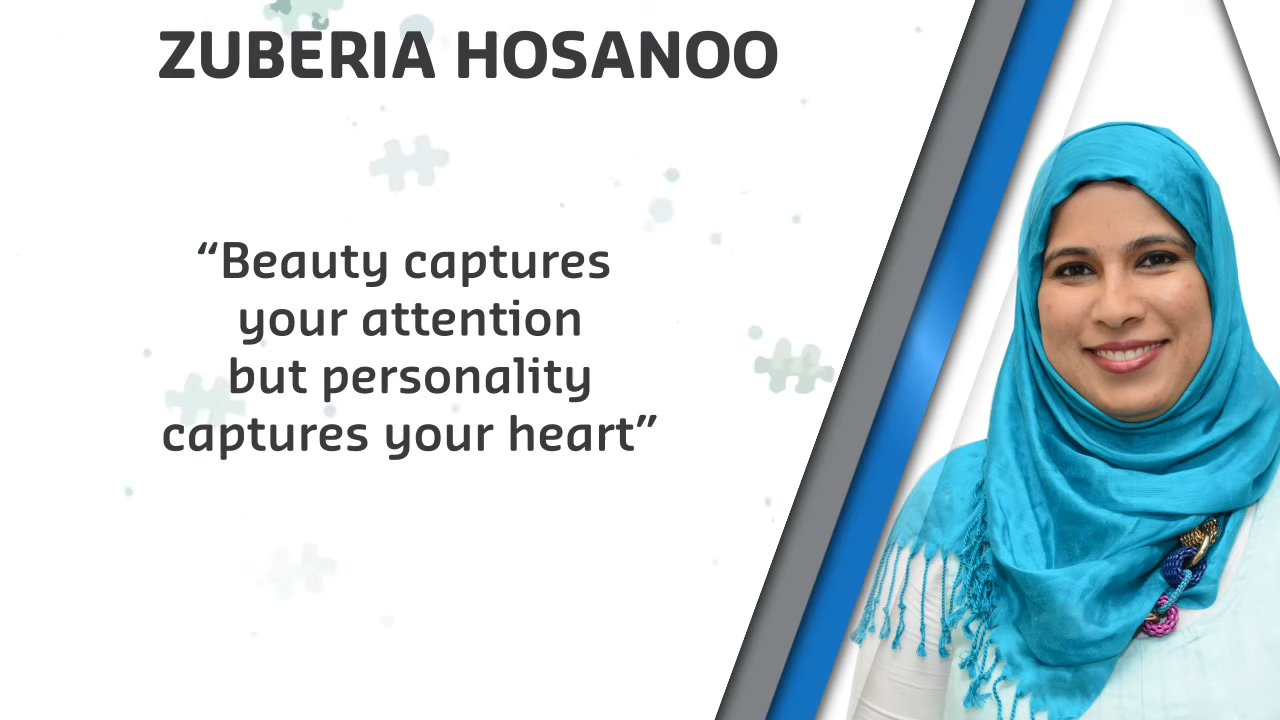 ZUBERIA HOSANOO
“Beauty captures
your attention
but personality
captures your heart”